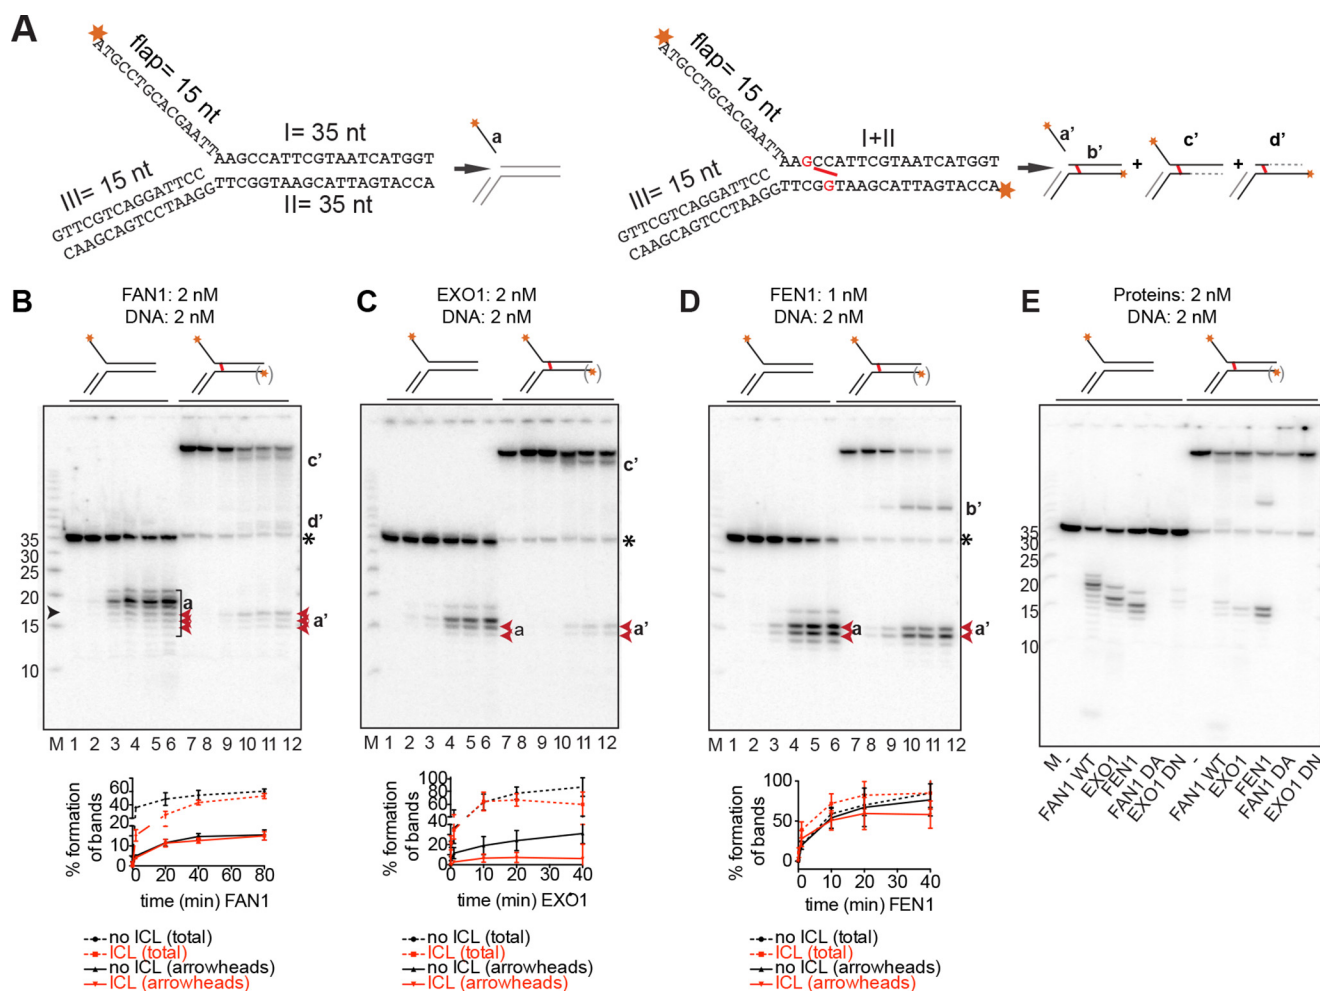 A
ATGCCTGCACGAATT
flap= 15 nt
I= 35 nt
AAGCCATTCGTAATCATGGT
TTCGGTAAGCATTAGTACCA
II= 35 nt
III= 15 nt
GTTCGTCAGGATTCC
CAAGCAGTCCTAAGG
a
ATGCCTGCACGAATT
flap= 15 nt
I+II
AAGCCATTCGTAATCATGGT
TTCGGTAAGCATTAGTACCA
III= 15 nt
GTTCGTCAGGATTCC
CAAGCAGTCCTAAGG
a' b' + c' + d'
B
FAN1: 2 nM
DNA: 2 nM
( )
35
30
25
20
15
10
c'
d'
*
a
a'
M 1 2 3 4 5 6 7 8 9 10 11 12
% formation of bands
60
40
20
20
10
0
0 20 40 60 80
time (min) FAN1
no ICL (total)
ICL (total)
no ICL (arrowheads)
ICL (arrowheads)
C
EXO1: 2 nM
DNA: 2 nM
( )
c'
*
a
a'
1 2 3 4 5 6 7 8 9 10 11 12
% formation of bands
100
80
60
40
20
40
20
0
0 10 20 30 40
time (min) EXO1
no ICL (total)
ICL (total)
no ICL (arrowheads)
ICL (arrowheads)
D
FEN1: 1 nM
DNA: 2 nM
( )
b'
*
a
a'
M 1 2 3 4 5 6 7 8 9 10 11 12
% formation of bands
100
50
0
0 10 20 30 40
time (min) FEN1
no ICL (total)
ICL (total)
no ICL (arrowheads)
ICL (arrowheads)
E
Proteins: 2 nM
DNA: 2 nM
( )
35
30
25
20
15
10
M
-
FAN1 WT
EXO1
FEN1
FAN1 DA
EXO1 DN
-
FAN1 WT
EXO1
FEN1
FAN1 DA
EXO1 DN